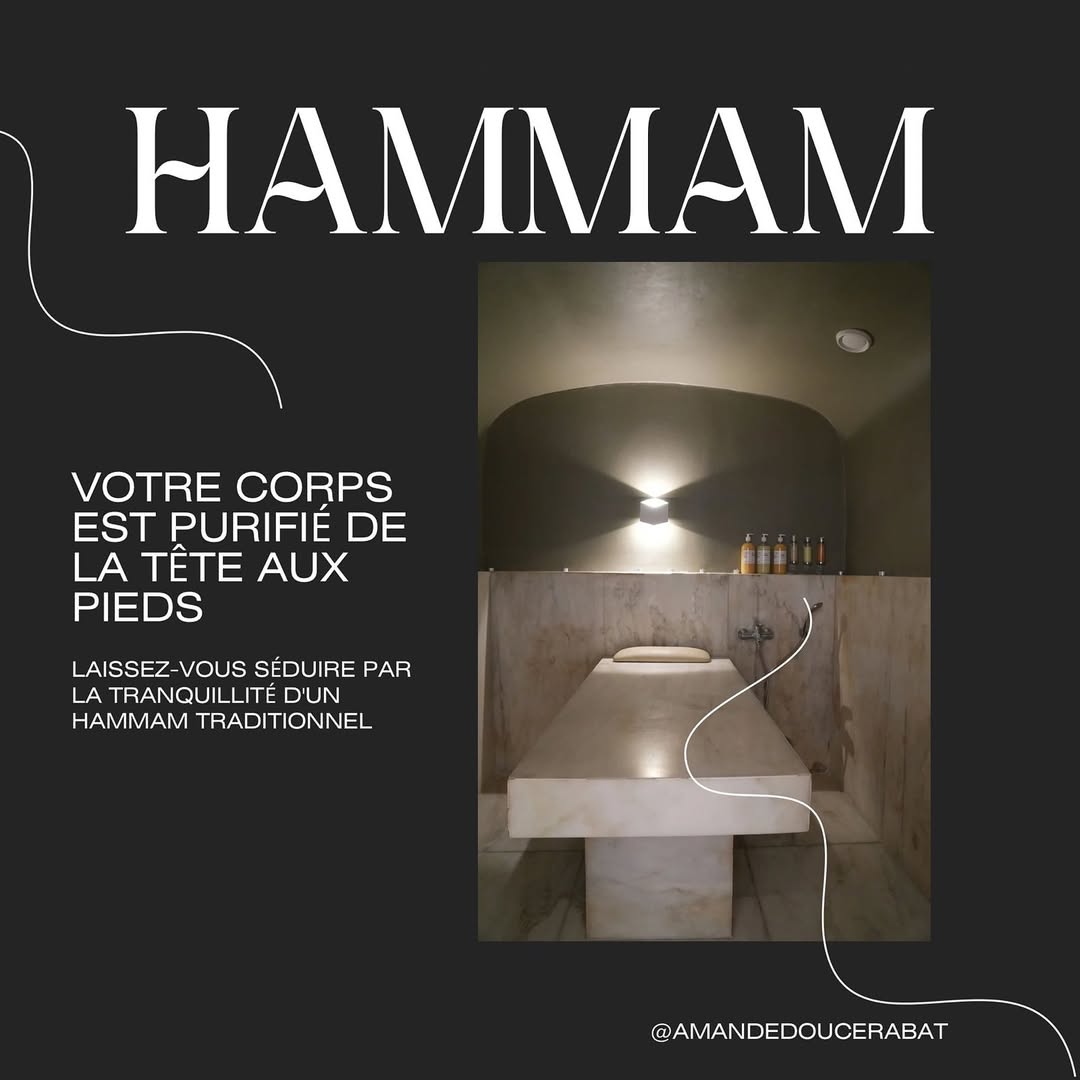 HAMMAM
VOTRE CORPS
EST PURIFIÉ DE
LA TÊTE AUX
PIEDS
LAISSEZ-VOUS SÉDUIRE PAR
LA TRANQUILLITÉ D'UN
HAMMAM TRADITIONNEL
@AMANDEDOUCERABAT